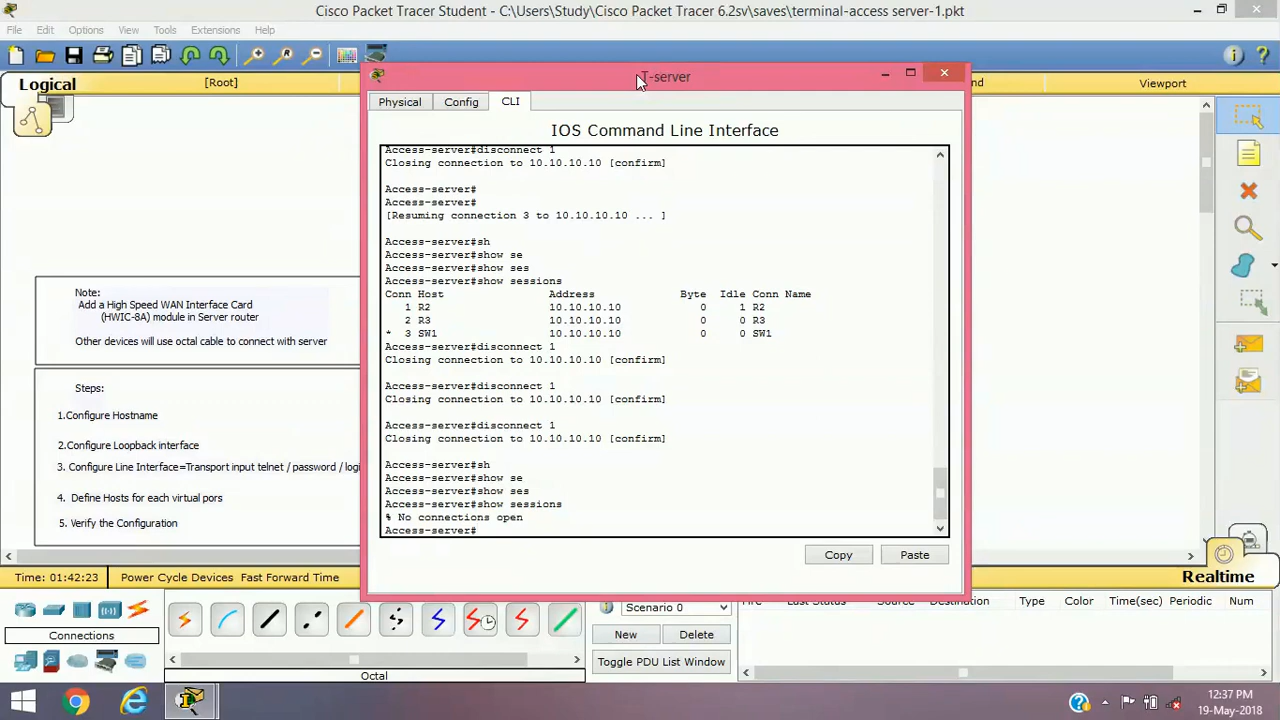 Cisco Packet Tracer Student - C:\Users\Study\Cisco Packet Tracer 6.2sv\saves\terminal-access server-1.pkt
File Edit Options View Tools Extensions Help
Logical
[Root]
nd
Viewport
T-server
Physical
Config
CLI
IOS Command Line Interface
Access-server#disconnect 1
Closing connection to 10.10.10.10 [confirm]
Access-server#
Access-server#
[Resuming connection 3 to 10.10.10.10 ... ]
Access-server#sh
Access-server#show se
Access-server#show ses
Access-server#show sessions
Conn Host Address Byte Idle Conn Name
1 R2 10.10.10.10 0 1 R2
2 R3 10.10.10.10 0 0 R3
* 3 SW1 10.10.10.10 0 0 SW1
Access-server#disconnect 1
Closing connection to 10.10.10.10 [confirm]
Access-server#disconnect 1
Closing connection to 10.10.10.10 [confirm]
Access-server#disconnect 1
Closing connection to 10.10.10.10 [confirm]
Access-server#sh
Access-server#show se
Access-server#show ses
Access-server#show sessions
% No connections open
Access-server#
Copy
Paste
Note:
Add a High Speed WAN Interface Card
(HWIC-8A) module in Server router
Other devices will use octal cable to connect with server
Steps:
1.Configure Hostname
2.Configure Loopback interface
3. Configure Line Interface=Transport input telnet / password / logi
4. Define Hosts for each virtual pors
5. Verify the Configuration
Time: 01:42:23 Power Cycle Devices Fast Forward Time
Realtime
Connections
Octal
Scenario 0
New
Delete
Toggle PDU List Window
Fire Last Status Source Destination Type Color Time(sec) Periodic Num
12:37 PM
19-May-2018